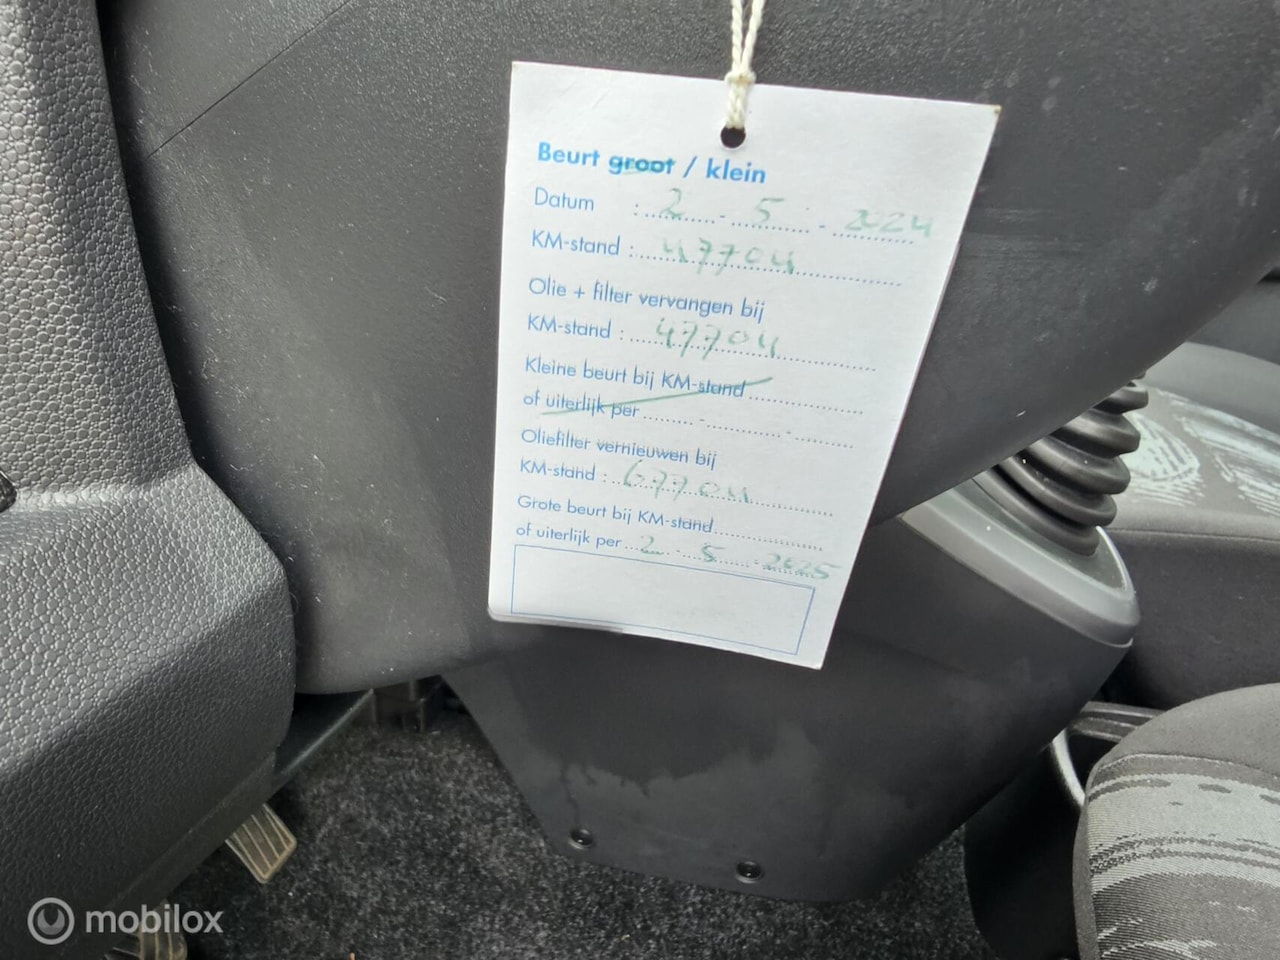 Beurt groot / klein
Datum : 2 - 5 - 2024
KM-stand : 47704
Olie + filter vervangen bij
KM-stand : 47704
Kleine beurt bij KM-stand
of uiterlijk per - -
Oliefilter vernieuwen bij
KM-stand : 67704
Grote beurt bij KM-stand
of uiterlijk per 2 - 5 - 2025
mobilox